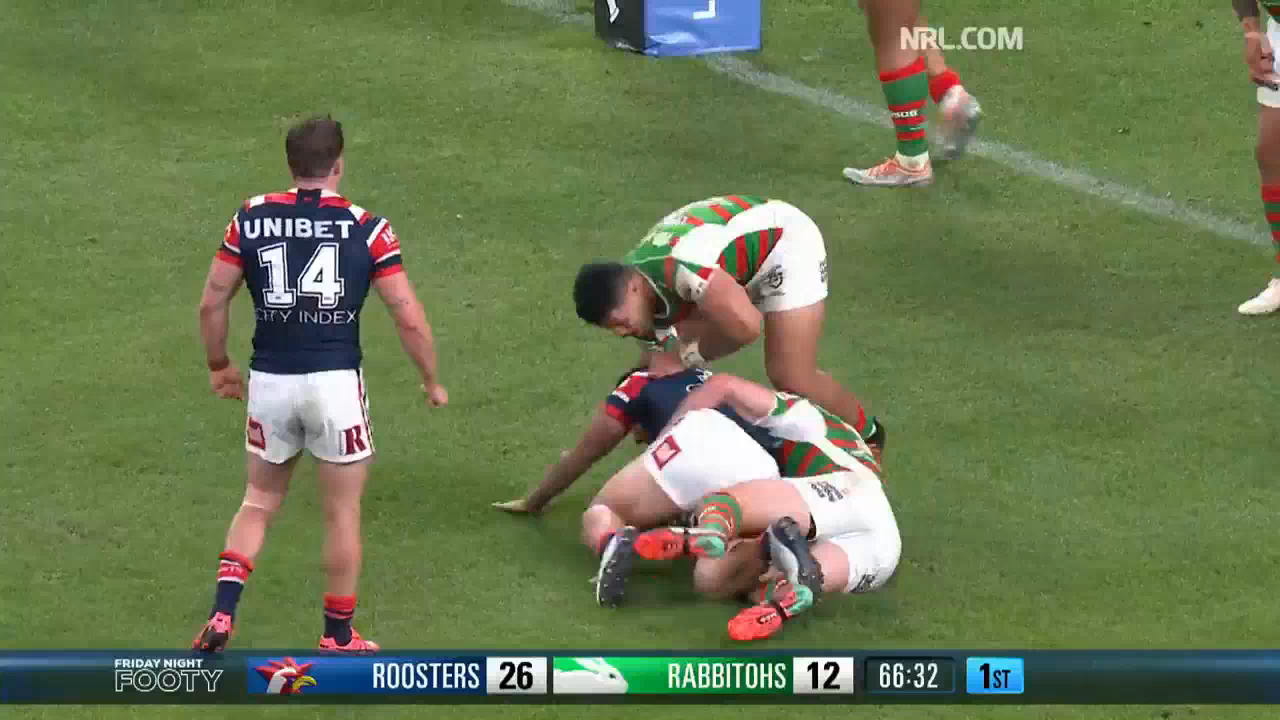 NRL.COM
UNIBET
14
CITY INDEX
R
FRIDAY NIGHT
FOOTY
ROOSTERS 26
RABBITOHS 12
66:32
1ST